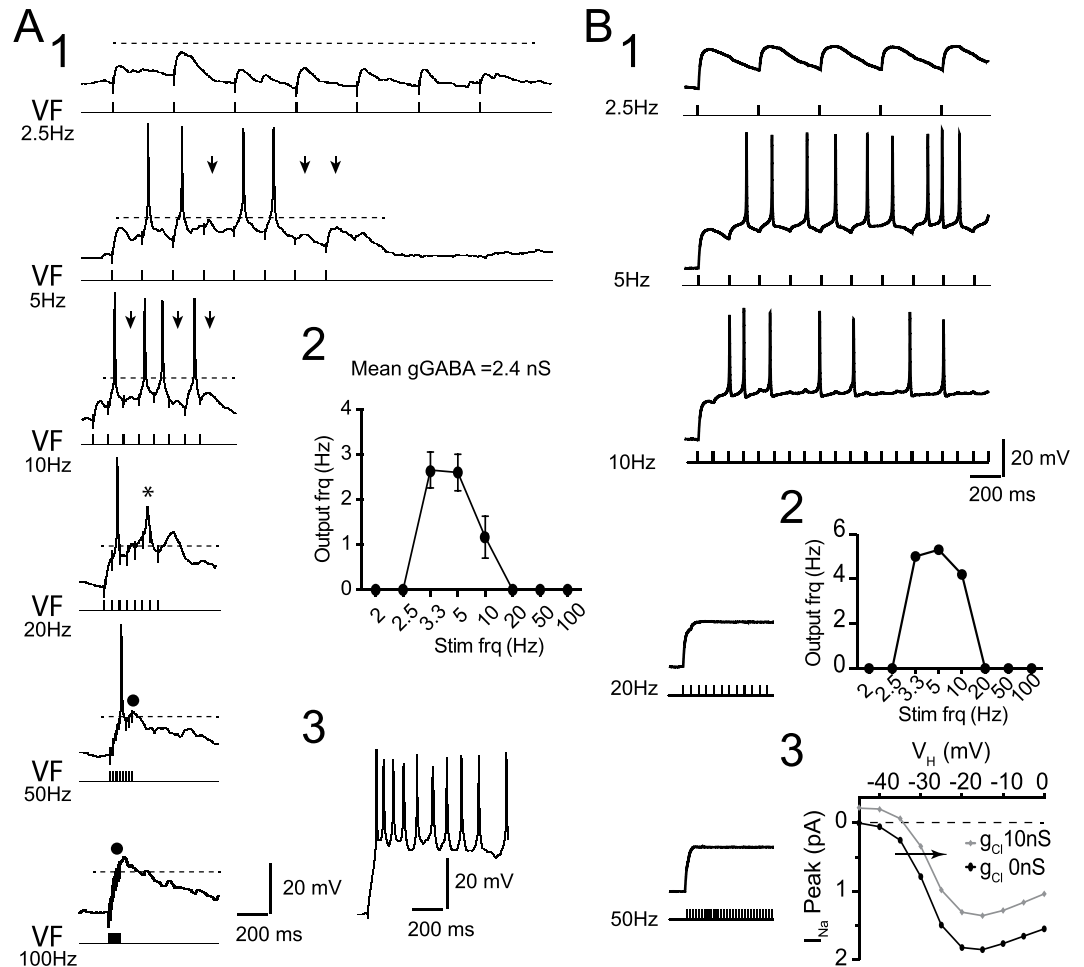 A
1
VF
2.5Hz
VF
5Hz
VF
10Hz
*
VF
20Hz
VF
50Hz
VF
100Hz
20 mV
200 ms
2
Mean gGABA =2.4 nS
Output frq (Hz)
4
3
2
1
0
2 2.5 3.3 5 10 20 50 100
Stim frq (Hz)
3
20 mV
200 ms
B
1
2.5Hz
5Hz
10Hz
20 mV
200 ms
20Hz
50Hz
2
Output frq (Hz)
6
4
2
0
2 2.5 3.3 5 10 20 50 100
Stim frq (Hz)
3
VH (mV)
-40 -30 -20 -10 0
INa Peak (pA)
0
1
2
gCl 10nS
gCl 0nS